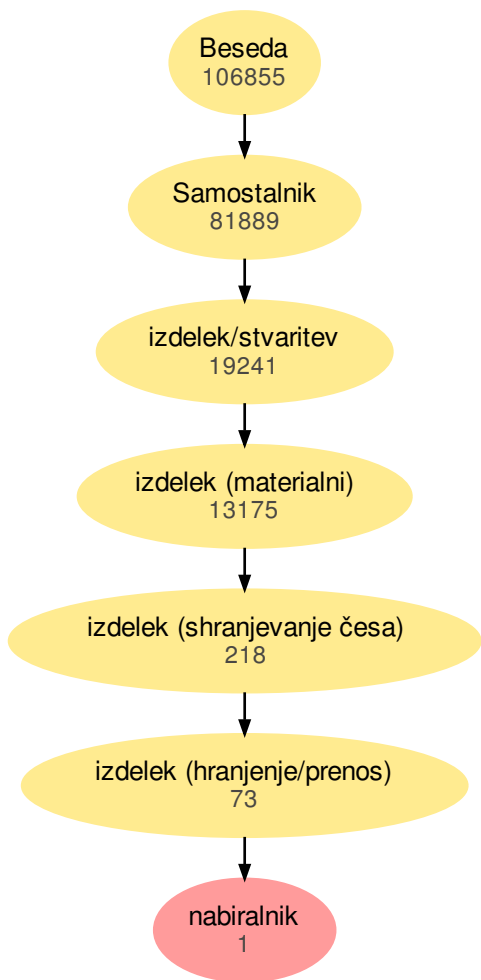 Beseda
106855
Samostalnik
81889
izdelek/stvaritev
19241
izdelek (materialni)
13175
izdelek (shranjevanje česa)
218
izdelek (hranjenje/prenos)
73
nabiralnik
1